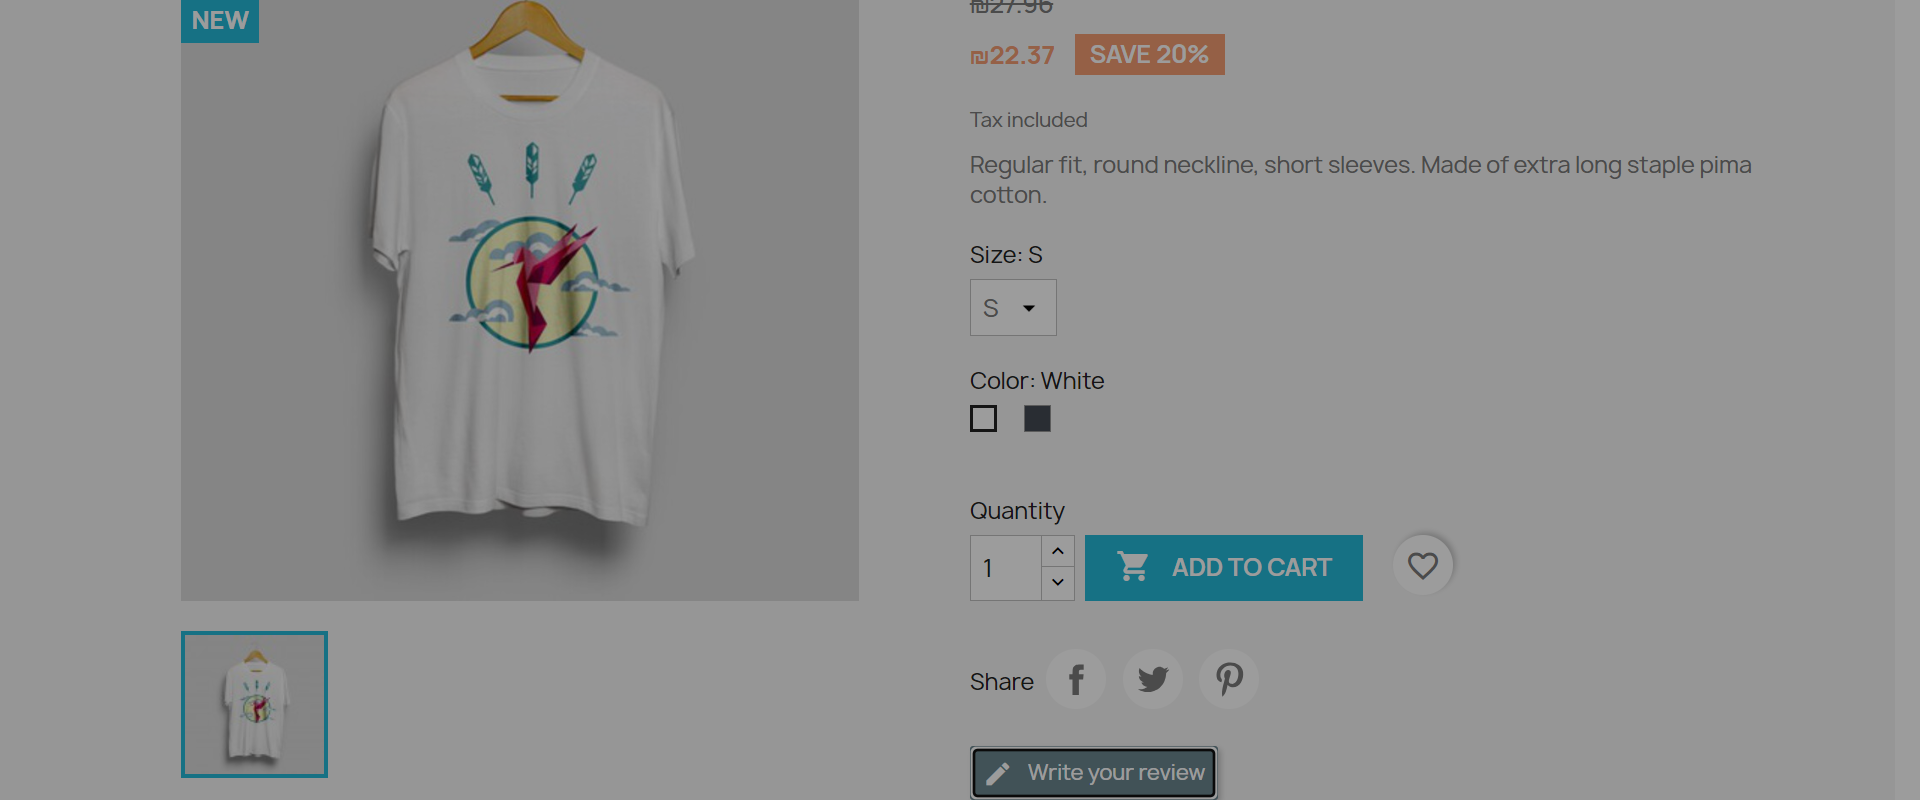 NEW
₪27.96
₪22.37
SAVE 20%
Tax included
Regular fit, round neckline, short sleeves. Made of extra long staple pima
cotton.
Size: S
S
Color: White
Quantity
1
ADD TO CART
Share
Write your review